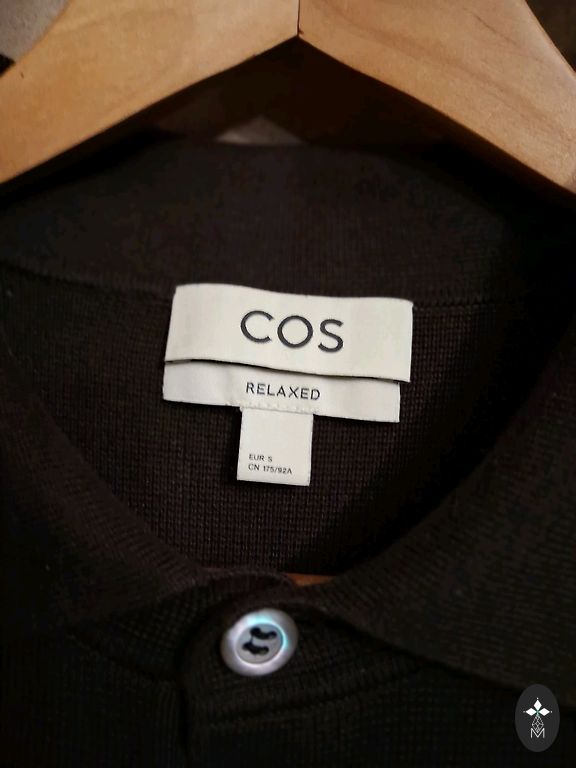 COS
RELAXED
EUR S
CN 175/92A
M